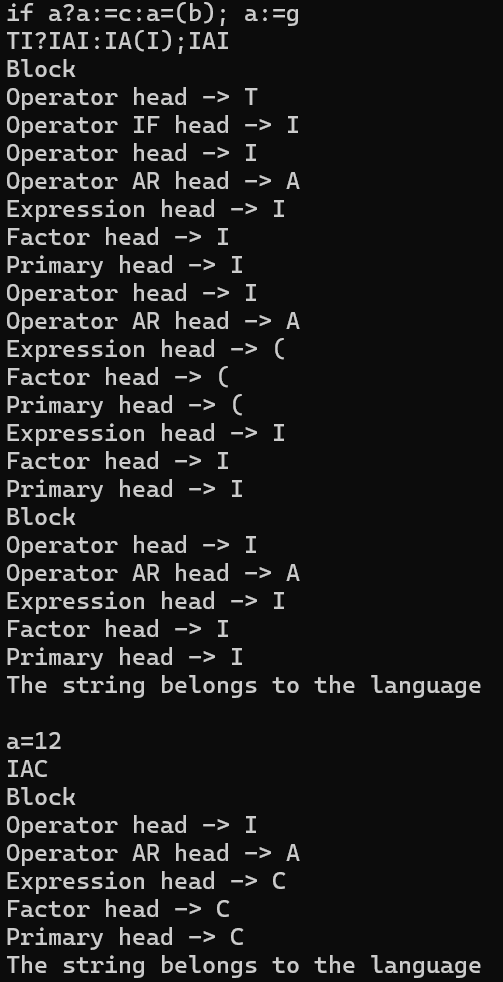 if a?a:=c:a=(b); a:=g
TI?IAI:IA(I);IAI
Block
Operator head -> T
Operator IF head -> I
Operator head -> I
Operator AR head -> A
Expression head -> I
Factor head -> I
Primary head -> I
Operator head -> I
Operator AR head -> A
Expression head -> (
Factor head -> (
Primary head -> (
Expression head -> I
Factor head -> I
Primary head -> I
Block
Operator head -> I
Operator AR head -> A
Expression head -> I
Factor head -> I
Primary head -> I
The string belongs to the language

a=12
IAC
Block
Operator head -> I
Operator AR head -> A
Expression head -> C
Factor head -> C
Primary head -> C
The string belongs to the language